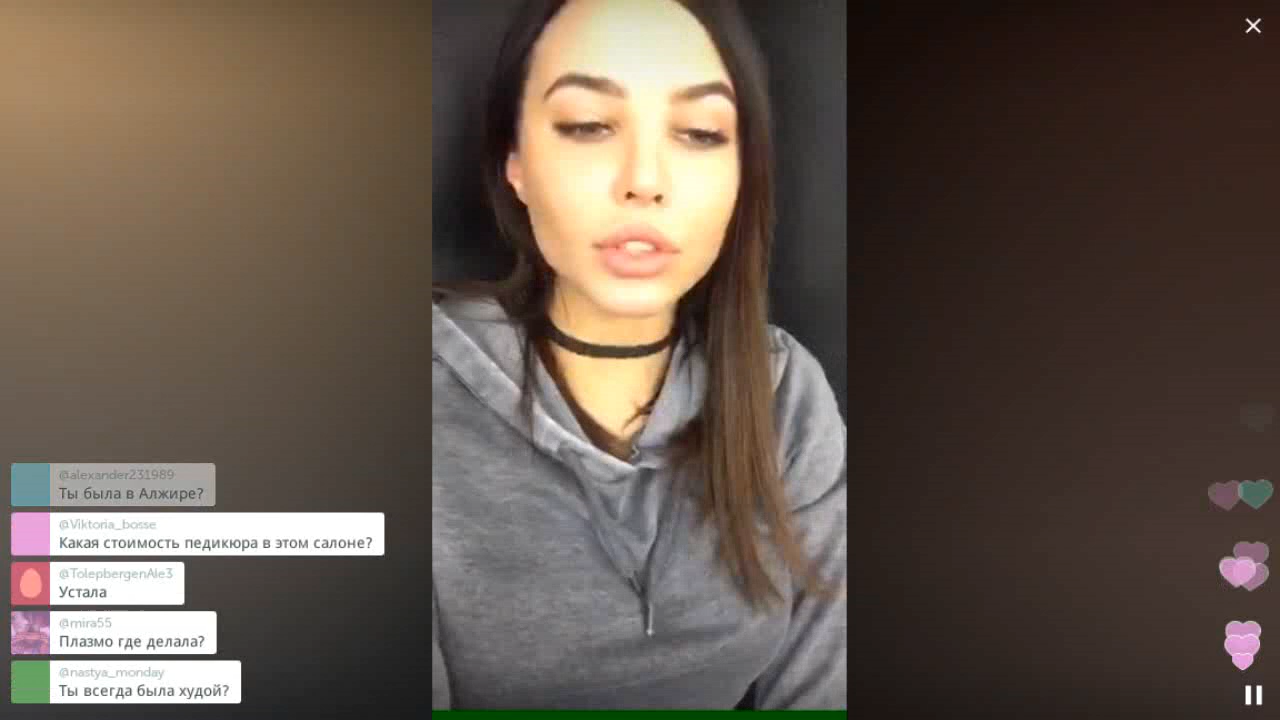 @alexander231989
Ты была в Алжире?
@Viktoria_bosse
Какая стоимость педикюра в этом салоне?
@TolepbergenAle3
Устала
@mira55
Плазмо где делала?
@nastya_monday
Ты всегда была худой?